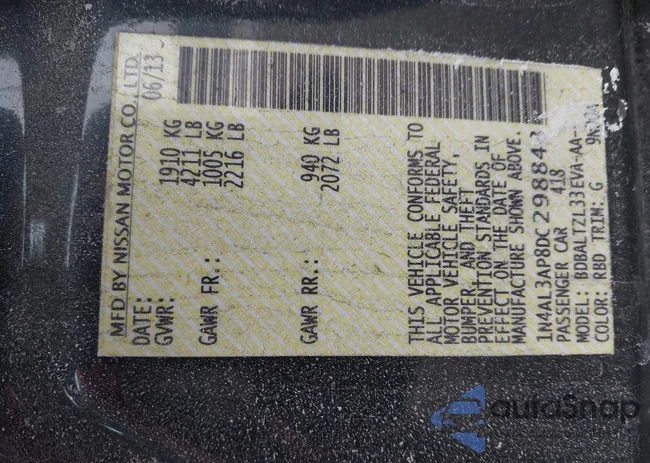 MFD BY NISSAN MOTOR CO., LTD.
DATE: 06/13
GVWR: 1910 KG
4211 LB
GAWR FR.: 1005 KG
2216 LB
GAWR RR.: 940 KG
2072 LB
THIS VEHICLE CONFORMS TO
ALL APPLICABLE FEDERAL
MOTOR VEHICLE SAFETY,
BUMPER, AND THEFT
PREVENTION STANDARDS IN
EFFECT ON THE DATE OF
MANUFACTURE SHOWN ABOVE.
1N4AL3AP8DC298843
PASSENGER CAR 418
MODEL: BDBALTZL33EVA-AA--
COLOR: RBD TRIM: G
autoSnap